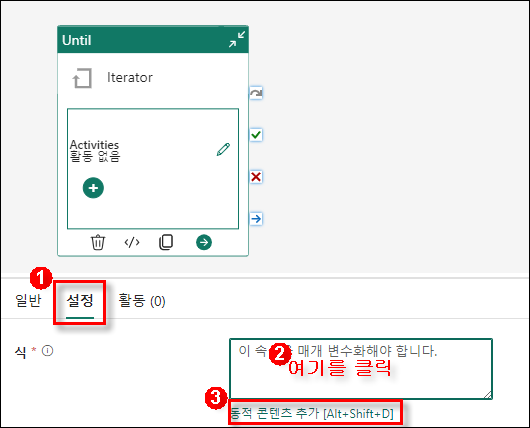 Until
Iterator
Activities
활동 없음
1
일반 설정 활동 (0)
식 * 이 속 매개 변수화해야 합니다.
2
여기를 클릭
3
동적 콘텐츠 추가 [Alt+Shift+D]